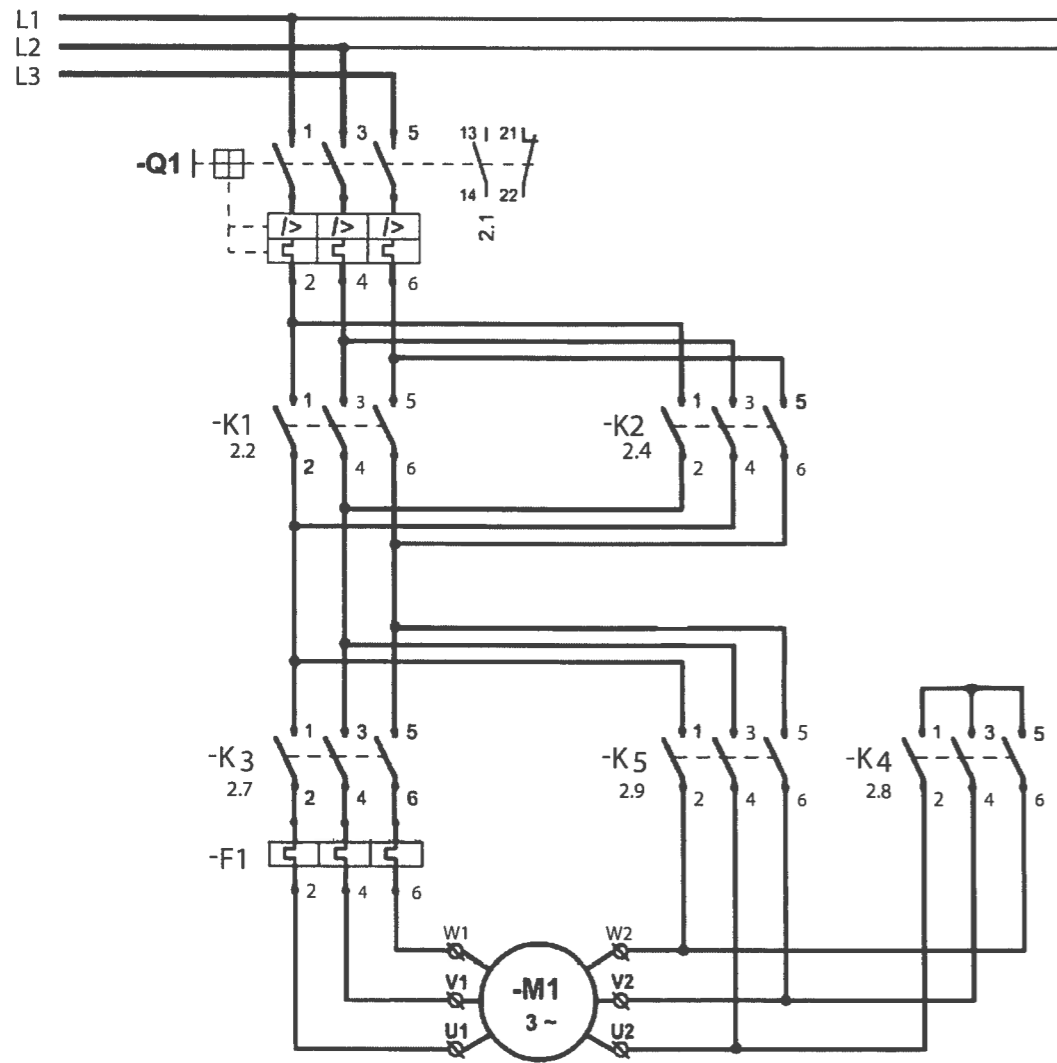 L1
L2
L3
1 3 5 13 21
-Q1
14 22
I> I> I>
2.1
2 4 6
1 3 5 1 3 5
-K1 -K2
2.2 2.4
2 4 6 2 4 6
1 3 5 1 3 5 1 3 5
-K3 -K5 -K4
2.7 2.9 2.8
2 4 6 2 4 6 2 4 6
-F1
2 4 6
W1 W2
V1 -M1 V2
3~
U1 U2